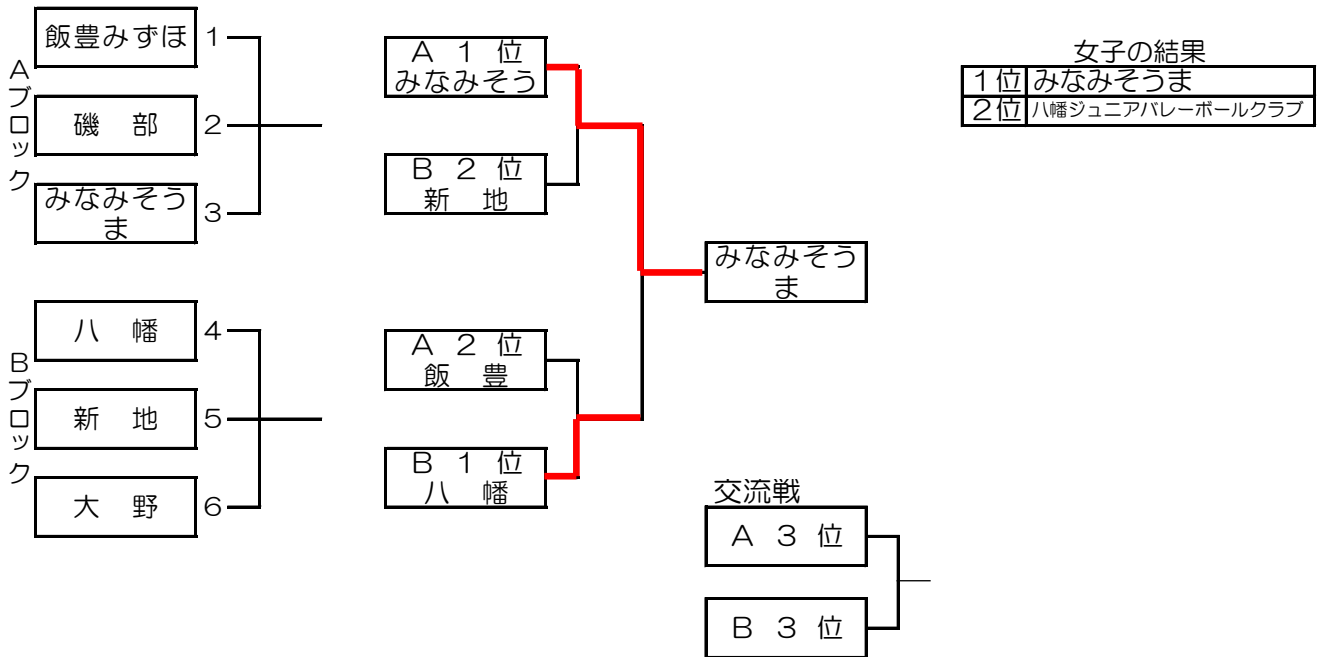 Aブロック
飯豊みずほ 1
磯　部 2
みなみそう
ま 3
Bブロック
八　幡 4
新　地 5
大　野 6
A 1 位
みなみそう
B 2 位
新　地
A 2 位
飯　豊
B 1 位
八　幡
みなみそう
ま
交流戦
A 3 位
B 3 位
女子の結果
1位 みなみそうま
2位 八幡ジュニアバレーボールクラブ